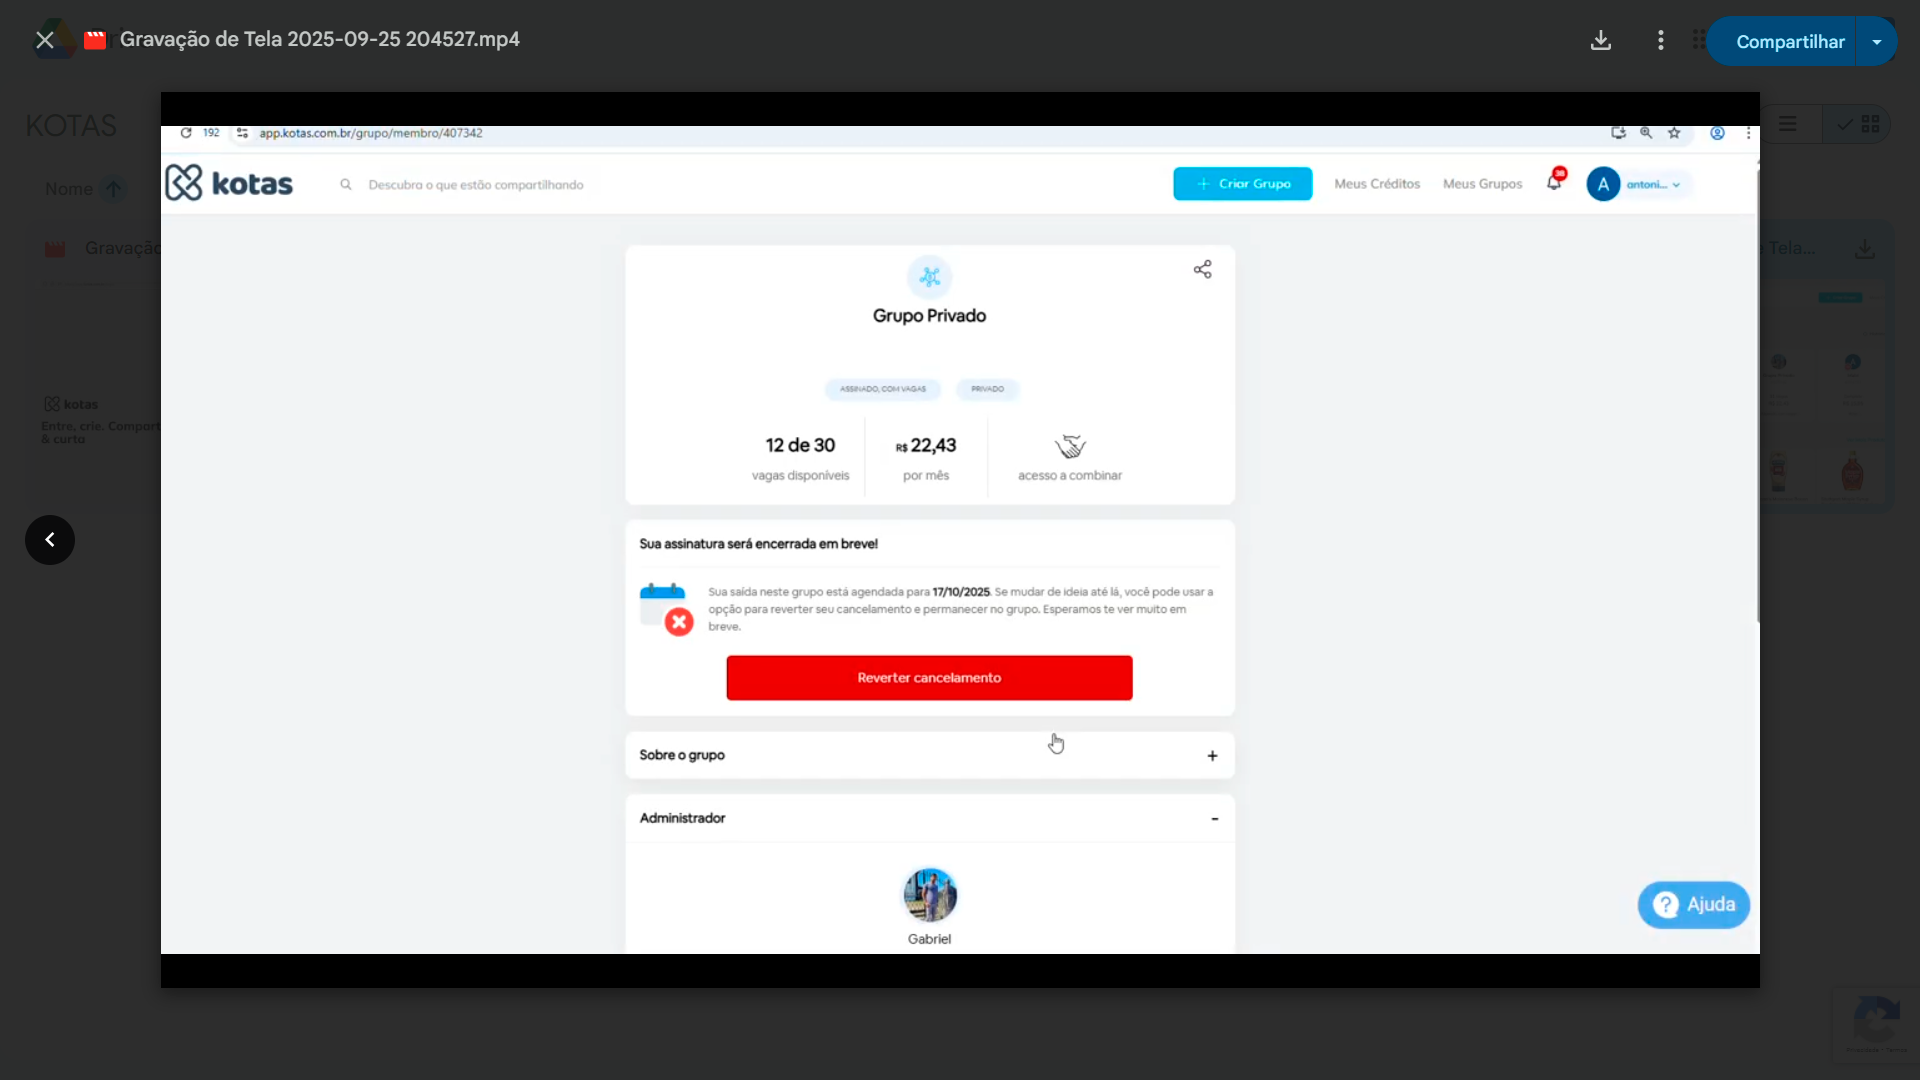 Gravação de Tela 2025-09-25 204527.mp4
Compartilhar
KOTAS
Nome
Gravação
Tela...
192
app.kotas.com.br/grupo/membro/407342
kotas
Descubra o que estão compartilhando
+ Criar Grupo
Meus Créditos
Meus Grupos
38
A
antoni...
Grupo Privado
ASSINADO, COM VAGAS
PRIVADO
12 de 30
vagas disponíveis
R$ 22,43
por mês
acesso a combinar
Sua assinatura será encerrada em breve!
Sua saída neste grupo está agendada para 17/10/2025. Se mudar de ideia até lá, você pode usar a
opção para reverter seu cancelamento e permanecer no grupo. Esperamos te ver muito em
breve.
Reverter cancelamento
Sobre o grupo
+
Administrador
-
Gabriel
? Ajuda
kotas
Entre, crie. Compart
& curta